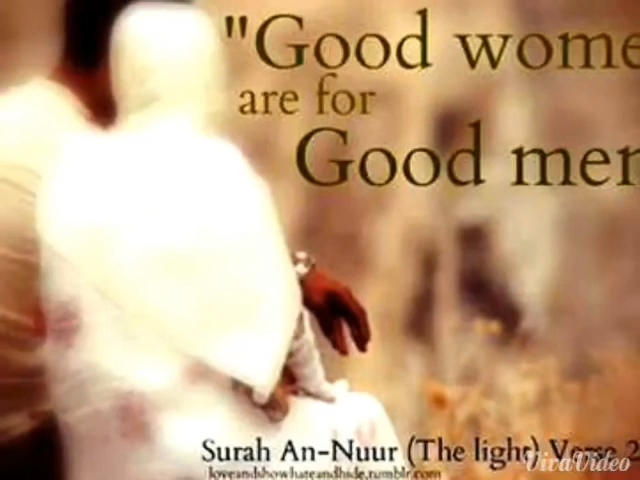 "Good wome
are for
Good men
Surah An-Nuur (The light) Verse 2
loveandshowhateandhide.tumblr.com
VivaVideo